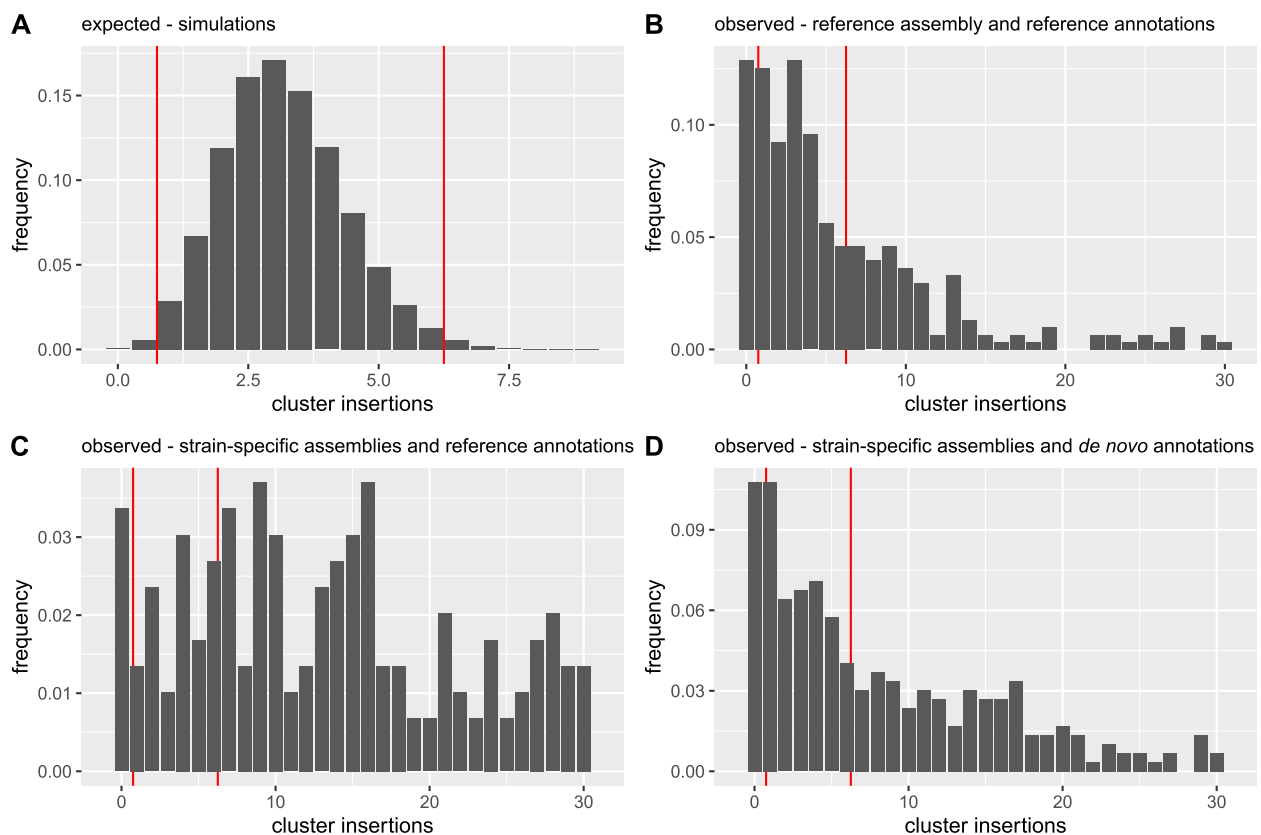 A
expected - simulations
frequency
0.15
0.10
0.05
0.00
0.0
2.5
5.0
7.5
cluster insertions
B
observed - reference assembly and reference annotations
frequency
0.10
0.05
0.00
0
10
20
30
cluster insertions
C
observed - strain-specific assemblies and reference annotations
frequency
0.03
0.02
0.01
0.00
0
10
20
30
cluster insertions
D
observed - strain-specific assemblies and de novo annotations
frequency
0.09
0.06
0.03
0.00
0
10
20
30
cluster insertions